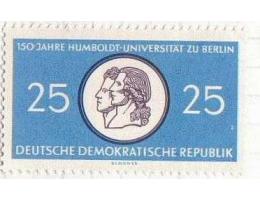 150 JAHRE HUMBOLDT-UNIVERSITÄT ZU BERLIN
25 25
DEUTSCHE DEMOKRATISCHE REPUBLIK